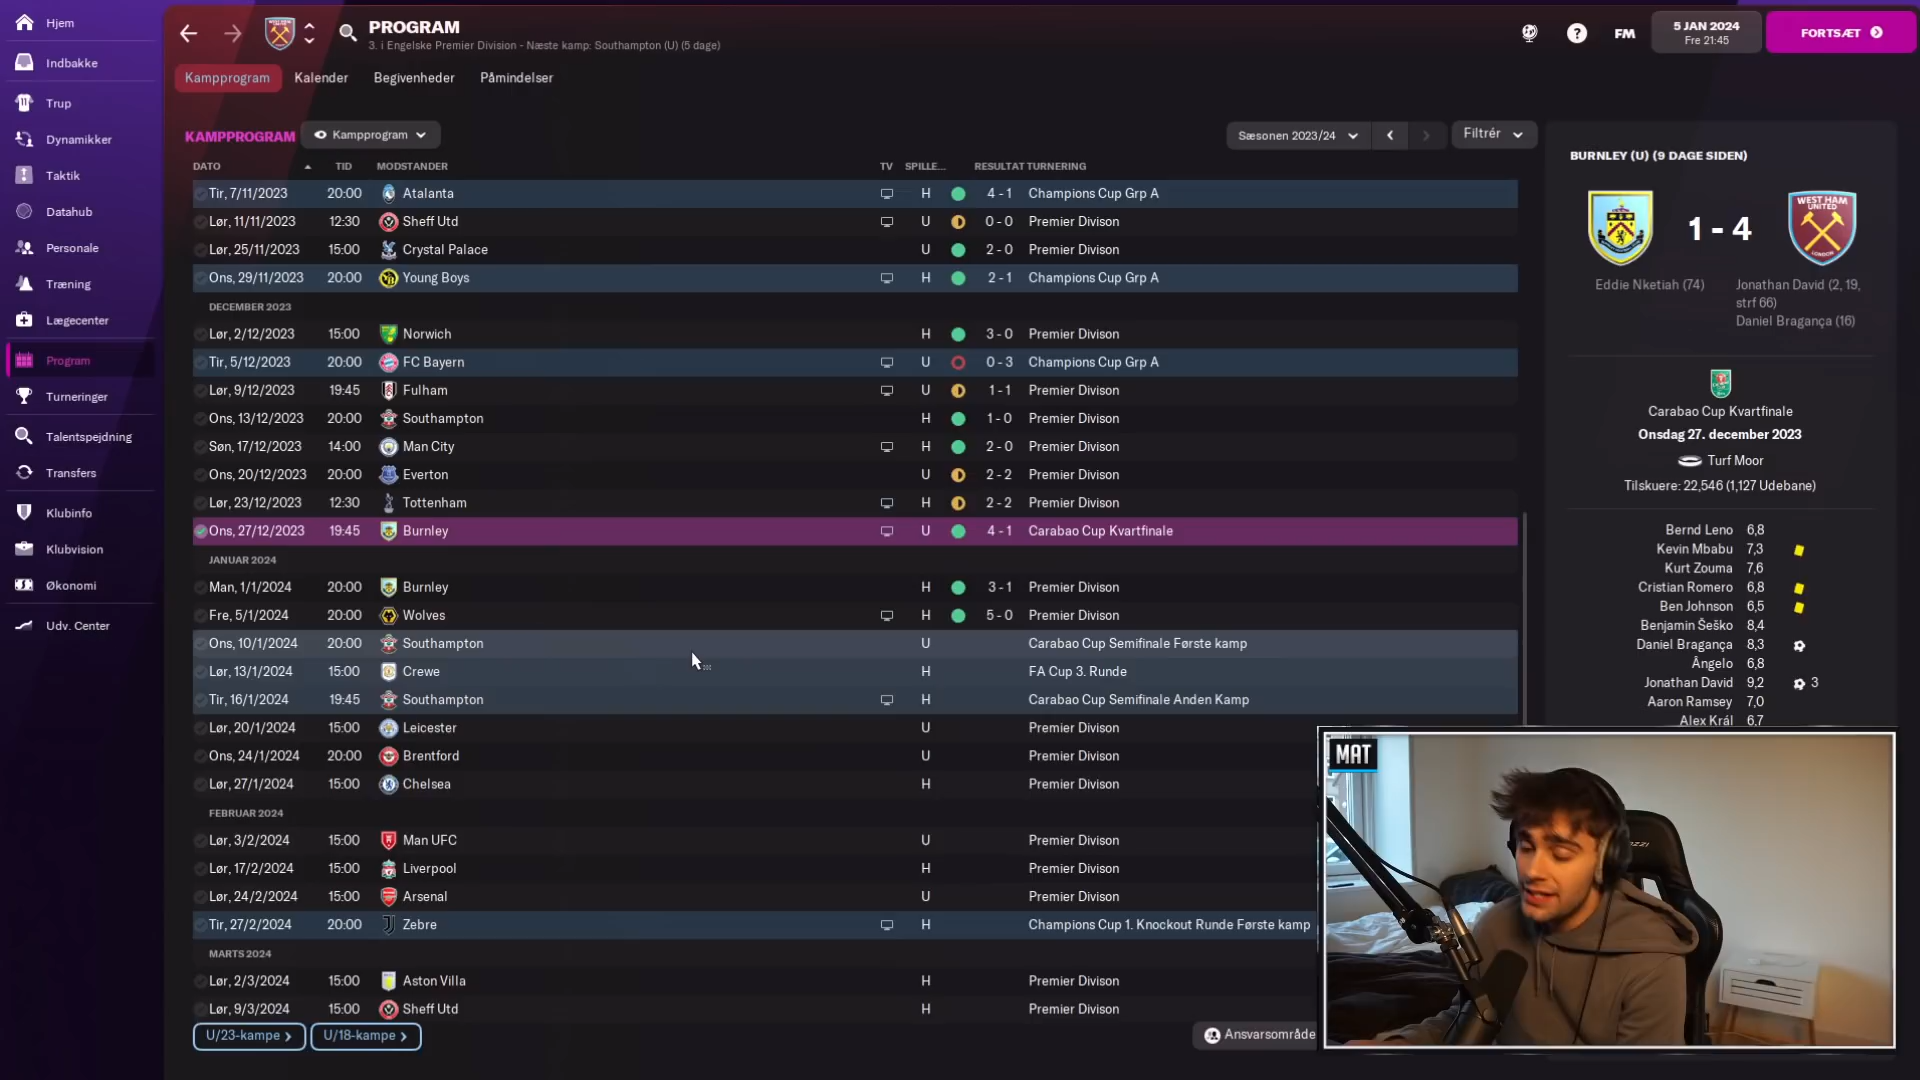 Hjem
Indbakke
Trup
Dynamikker
Taktik
Datahub
Personale
Træning
Lægecenter
Program
Turneringer
Talentspejdning
Transfers
Klubinfo
Klubvision
Økonomi
Udv. Center
PROGRAM
3. i Engelske Premier Division - Næste kamp: Southampton (U) (5 dage)
FM
5 JAN 2024
Fre 21:45
FORTSÆT
Kampprogram Kalender Begivenheder Påmindelser
KAMPPROGRAM Kampprogram Sæsonen 2023/24 Filtrér
DATO TID MODSTANDER TV SPILLE... RESULTAT TURNERING
Tir, 7/11/2023 20:00 Atalanta H 4 - 1 Champions Cup Grp A
Lør, 11/11/2023 12:30 Sheff Utd U 0 - 0 Premier Divison
Lør, 25/11/2023 15:00 Crystal Palace U 2 - 0 Premier Divison
Ons, 29/11/2023 20:00 Young Boys H 2 - 1 Champions Cup Grp A
DECEMBER 2023
Lør, 2/12/2023 15:00 Norwich H 3 - 0 Premier Divison
Tir, 5/12/2023 20:00 FC Bayern U 0 - 3 Champions Cup Grp A
Lør, 9/12/2023 19:45 Fulham U 1 - 1 Premier Divison
Ons, 13/12/2023 20:00 Southampton H 1 - 0 Premier Divison
Søn, 17/12/2023 14:00 Man City H 2 - 0 Premier Divison
Ons, 20/12/2023 20:00 Everton U 2 - 2 Premier Divison
Lør, 23/12/2023 12:30 Tottenham H 2 - 2 Premier Divison
Ons, 27/12/2023 19:45 Burnley U 4 - 1 Carabao Cup Kvartfinale
JANUAR 2024
Man, 1/1/2024 20:00 Burnley H 3 - 1 Premier Divison
Fre, 5/1/2024 20:00 Wolves H 5 - 0 Premier Divison
Ons, 10/1/2024 20:00 Southampton U Carabao Cup Semifinale Første kamp
Lør, 13/1/2024 15:00 Crewe H FA Cup 3. Runde
Tir, 16/1/2024 19:45 Southampton H Carabao Cup Semifinale Anden Kamp
Lør, 20/1/2024 15:00 Leicester U Premier Divison
Ons, 24/1/2024 20:00 Brentford U Premier Divison
Lør, 27/1/2024 15:00 Chelsea H Premier Divison
FEBRUAR 2024
Lør, 3/2/2024 15:00 Man UFC U Premier Divison
Lør, 17/2/2024 15:00 Liverpool H Premier Divison
Lør, 24/2/2024 15:00 Arsenal U Premier Divison
Tir, 27/2/2024 20:00 Zebre H Champions Cup 1. Knockout Runde Første kamp
MARTS 2024
Lør, 2/3/2024 15:00 Aston Villa H Premier Divison
Lør, 9/3/2024 15:00 Sheff Utd H Premier Divison
U/23-kampe U/18-kampe Ansvarsområde
BURNLEY (U) (9 DAGE SIDEN)
WEST HAM
UNITED
LONDON
1 - 4
Eddie Nketiah (74)
Jonathan David (2, 19,
strf 66)
Daniel Bragança (16)
Carabao Cup Kvartfinale
Onsdag 27. december 2023
Turf Moor
Tilskuere: 22,546 (1,127 Udebane)
Bernd Leno 6,8
Kevin Mbabu 7,3
Kurt Zouma 7,6
Cristian Romero 6,8
Ben Johnson 6,5
Benjamin Šeško 8,4
Daniel Bragança 8,3
Ângelo 6,8
Jonathan David 9,2 3
Aaron Ramsey 7,0
Alex Král 6,7
MAT